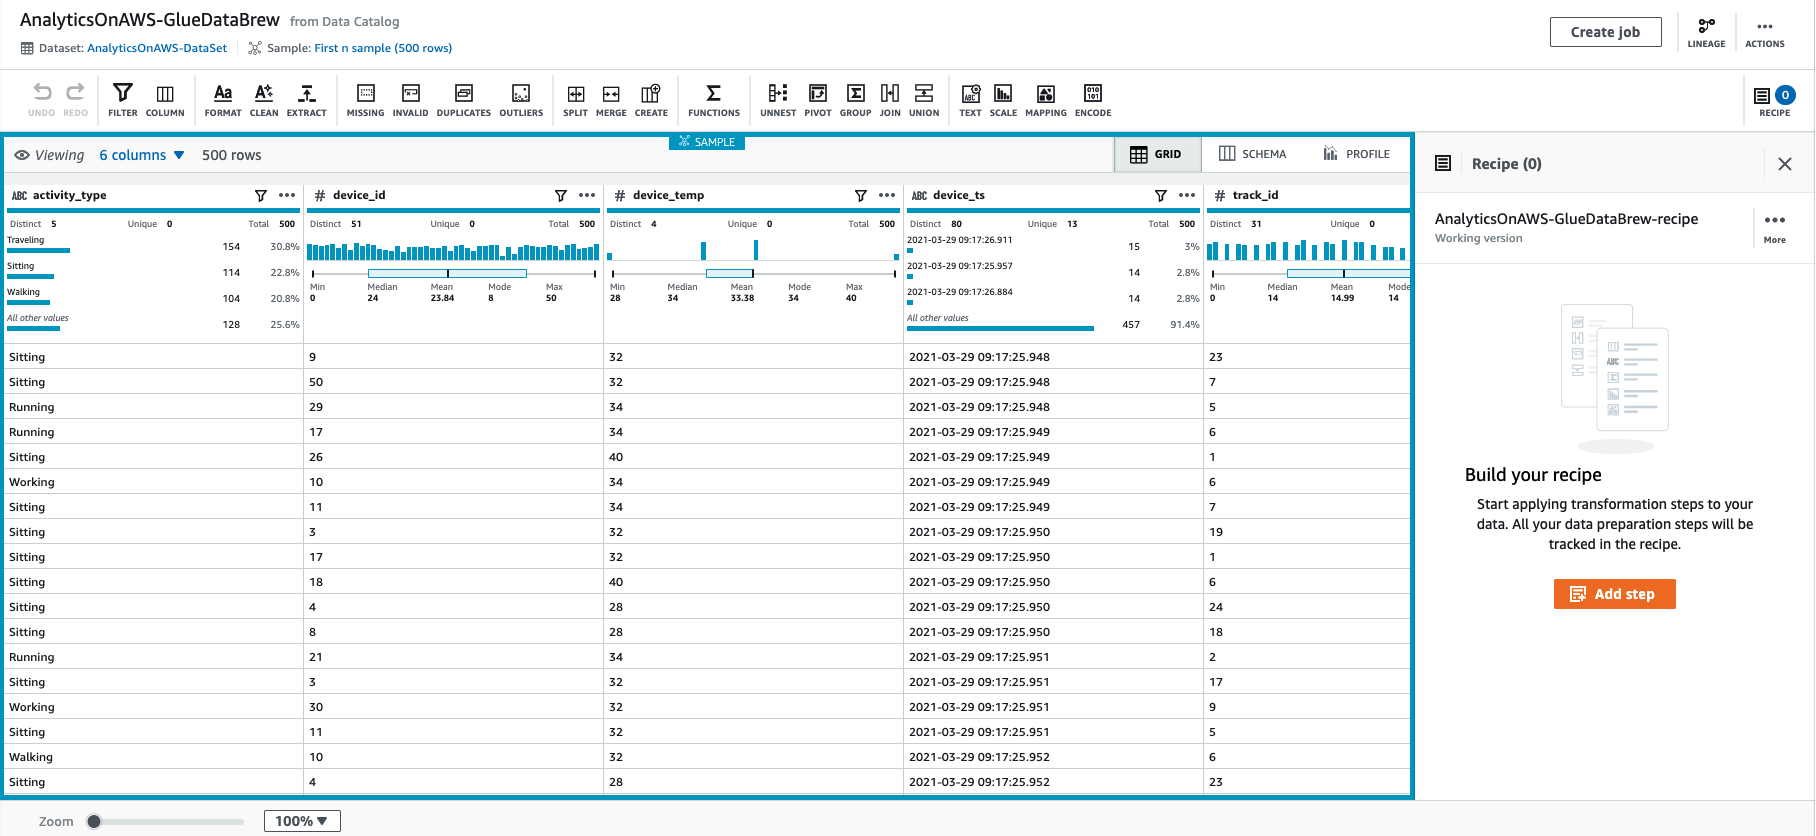 AnalyticsOnAWS-GlueDataBrew from Data Catalog
Dataset: AnalyticsOnAWS-DataSet Sample: First n sample (500 rows)
Create job
LINEAGE
ACTIONS
UNDO REDO FILTER COLUMN FORMAT CLEAN EXTRACT MISSING INVALID DUPLICATES OUTLIERS SPLIT MERGE CREATE FUNCTIONS UNNEST PIVOT GROUP JOIN UNION TEXT SCALE MAPPING ENCODE
0
RECIPE
SAMPLE
Viewing 6 columns 500 rows
GRID SCHEMA PROFILE
ABC activity_type # device_id # device_temp ABC device_ts # track_id
Distinct 5 Unique 0 Total 500 Distinct 51 Unique 0 Total 500 Distinct 4 Unique 0 Total 500 Distinct 80 Unique 13 Total 500 Distinct 31 Unique 0
Traveling 154 30.8% 2021-03-29 09:17:26.911 15 3%
Sitting 114 22.8% 2021-03-29 09:17:25.957 14 2.8%
Walking 104 20.8% 2021-03-29 09:17:26.884 14 2.8%
All other values 128 25.6% All other values 457 91.4%
Min Median Mean Mode Max Min Median Mean Mode Max Min Median Mean Mode
0 24 23.84 8 50 28 34 33.38 34 40 0 14 14.99 14
Sitting 9 32 2021-03-29 09:17:25.948 23
Sitting 50 32 2021-03-29 09:17:25.948 7
Running 29 34 2021-03-29 09:17:25.948 5
Running 17 34 2021-03-29 09:17:25.949 6
Sitting 26 40 2021-03-29 09:17:25.949 1
Working 10 34 2021-03-29 09:17:25.949 6
Sitting 11 34 2021-03-29 09:17:25.949 7
Sitting 3 32 2021-03-29 09:17:25.950 19
Sitting 17 32 2021-03-29 09:17:25.950 1
Sitting 18 40 2021-03-29 09:17:25.950 6
Sitting 4 28 2021-03-29 09:17:25.950 24
Sitting 8 28 2021-03-29 09:17:25.950 18
Running 21 34 2021-03-29 09:17:25.951 2
Sitting 3 32 2021-03-29 09:17:25.951 17
Working 30 32 2021-03-29 09:17:25.951 9
Sitting 11 32 2021-03-29 09:17:25.951 5
Walking 10 32 2021-03-29 09:17:25.952 6
Sitting 4 28 2021-03-29 09:17:25.952 23
Recipe (0)
AnalyticsOnAWS-GlueDataBrew-recipe
Working version
More
ABC
Build your recipe
Start applying transformation steps to your
data. All your data preparation steps will be
tracked in the recipe.
Add step
Zoom 100%